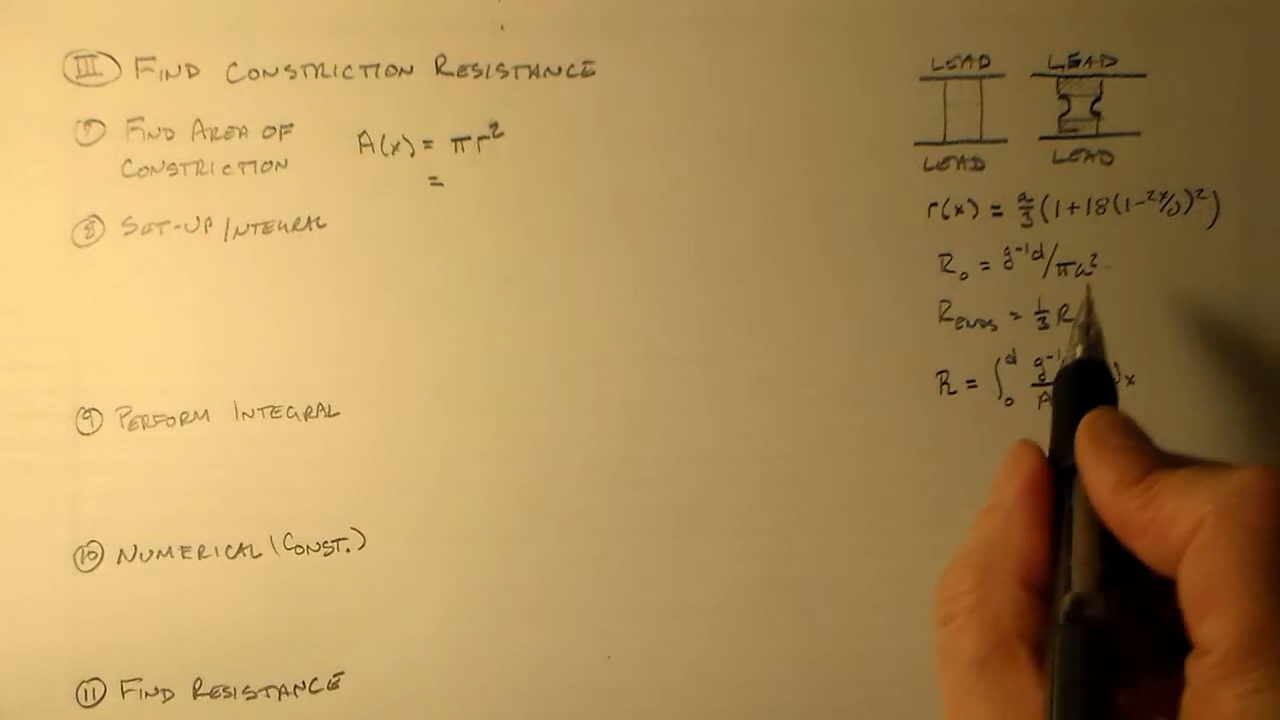 III FIND CONSTRICTION RESISTANCE
7 FIND AREA OF CONSTRICTION
A(x) = πr²
=
8 SET-UP INTEGRAL
9 PERFORM INTEGRAL
10 NUMERICAL (CONST.)
11 FIND RESISTANCE
LEAD LEAD
LEAD LEAD
r(x) = a/3 (1+18(1-2x/d)²)
R₀ = g⁻¹d/πa²
R_ENDS = 1/3 R
R = ∫₀ᵈ g⁻¹/A dx